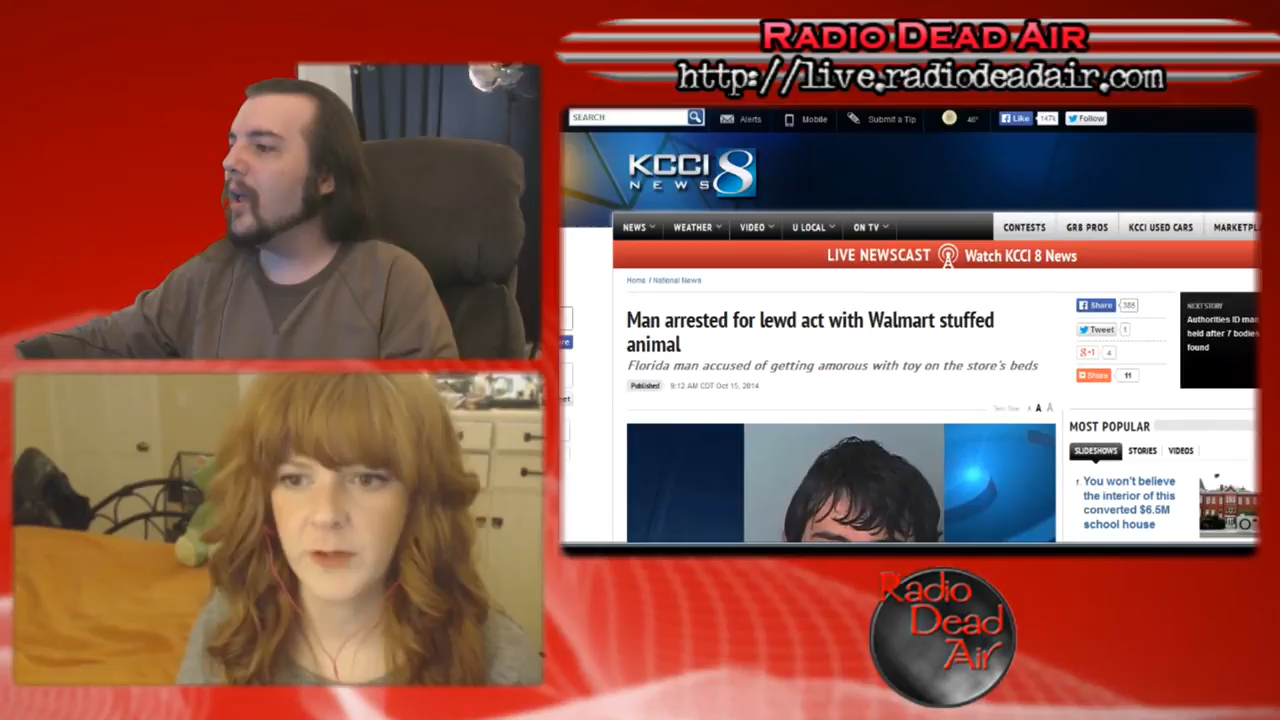 RADIO DEAD AIR
http://live.radiodeadair.com
SEARCH
Alerts
Mobile
Submit a Tip
46°
Like
147k
Follow
KCCI 8
NEWS
NEWS
WEATHER
VIDEO
U LOCAL
ON TV
CONTESTS
GR8 PROS
KCCI USED CARS
MARKETPL
LIVE NEWSCAST Watch KCCI 8 News
Home / National News
Man arrested for lewd act with Walmart stuffed
animal
Florida man accused of getting amorous with toy on the store's beds
Published 9:12 AM CDT Oct 15, 2014
Share
Tweet 1
g+1 4
Share 11
NEXT STORY
Authorities ID man
held after 7 bodies
found
A A A
MOST POPULAR
SLIDESHOWS STORIES VIDEOS
1. You won't believe
the interior of this
converted $6.5M
school house
Radio
Dead
Air